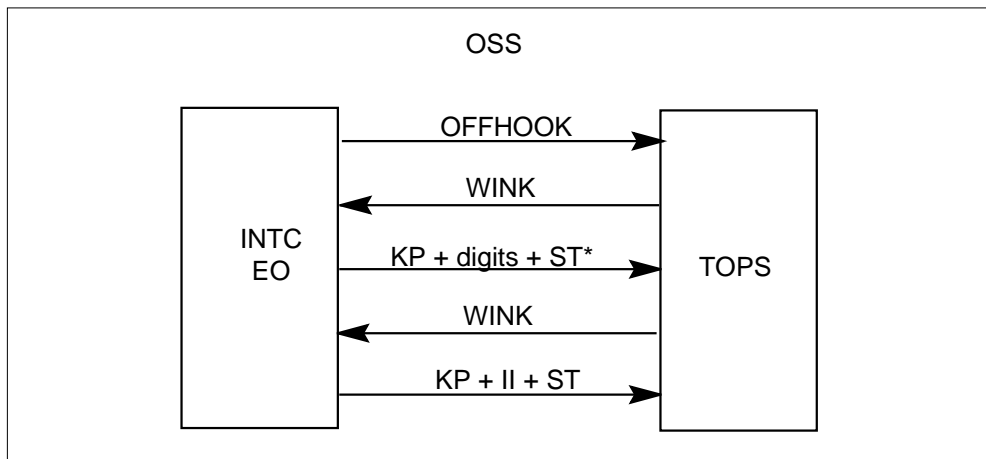 OSS
OFFHOOK
WINK
INTC
EO
KP + digits + ST*
TOPS
WINK
KP + II + ST